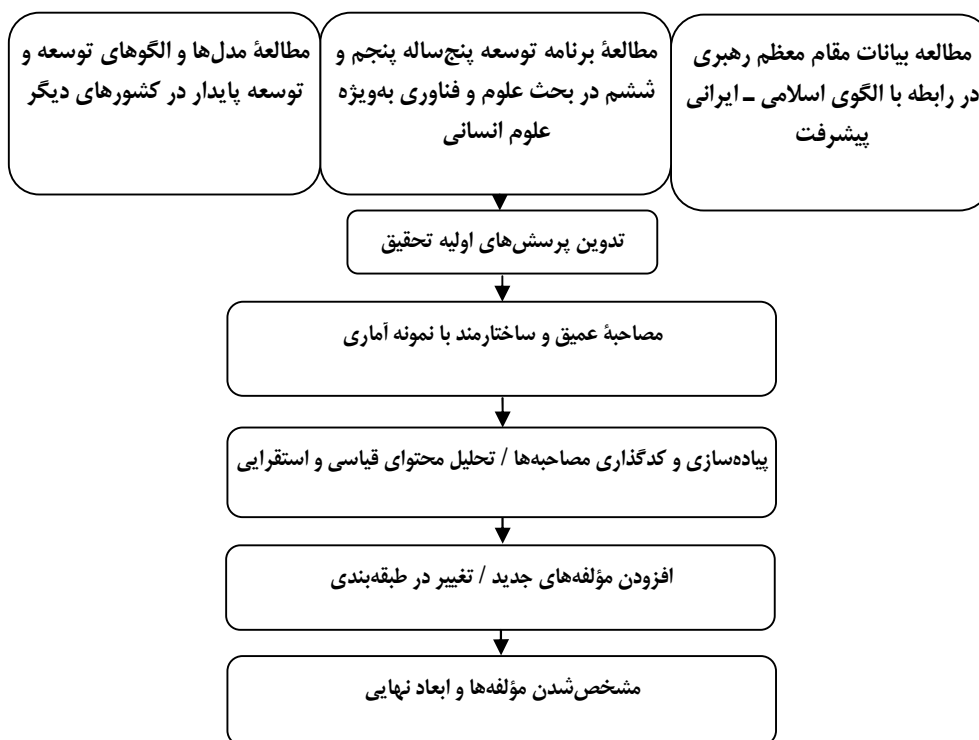 مطالعه بیانات مقام معظم رهبری
در رابطه با الگوی اسلامی ـ ایرانی
پیشرفت
مطالعهٔ برنامه توسعه پنج‌ساله پنجم و
ششم در بحث علوم و فناوری به‌ویژه
علوم انسانی
مطالعهٔ مدل‌ها و الگوهای توسعه و
توسعه پایدار در کشورهای دیگر
تدوین پرسش‌های اولیه تحقیق
مصاحبهٔ عمیق و ساختارمند با نمونه آماری
پیاده‌سازی و کدگذاری مصاحبه‌ها / تحلیل محتوای قیاسی و استقرایی
افزودن مؤلفه‌های جدید / تغییر در طبقه‌بندی
مشخص‌شدن مؤلفه‌ها و ابعاد نهایی